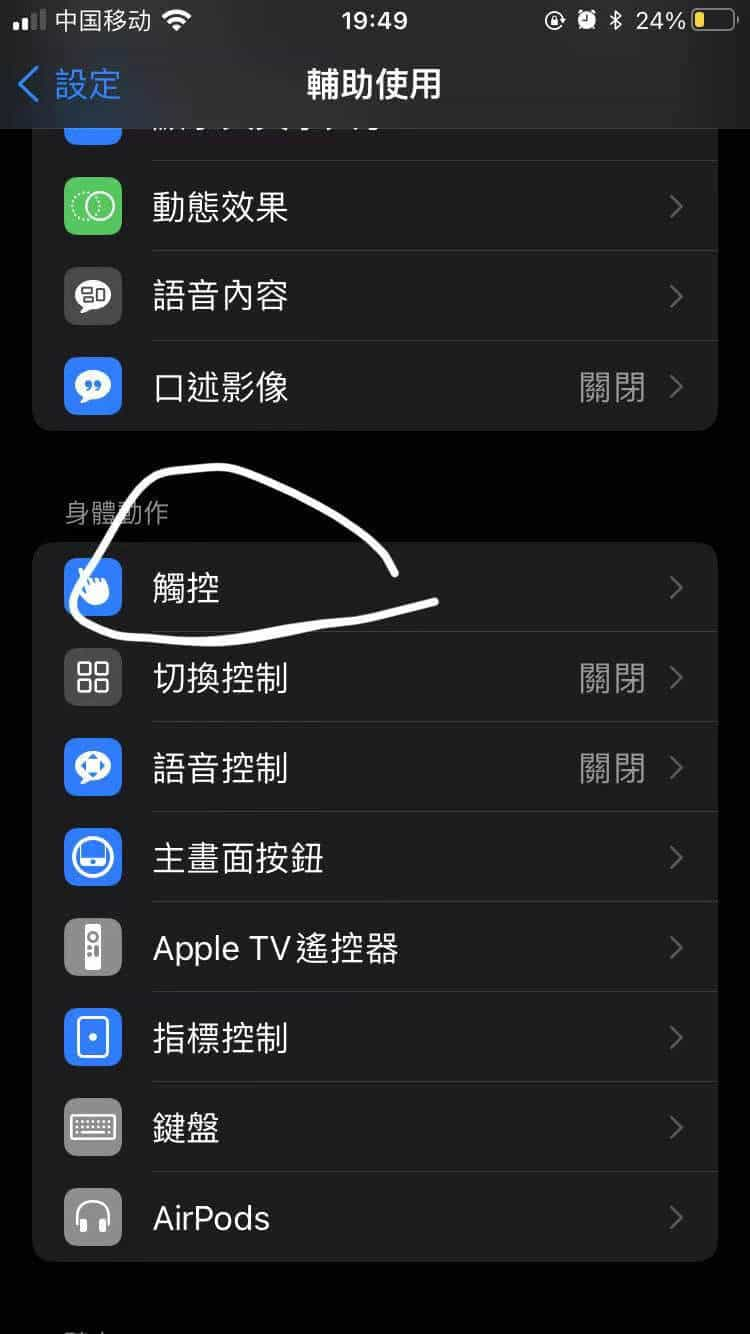 中国移动 19:49 24%
設定 輔助使用
動態效果
語音內容
口述影像 關閉
身體動作
觸控
切換控制 關閉
語音控制 關閉
主畫面按鈕
Apple TV遙控器
指標控制
鍵盤
AirPods